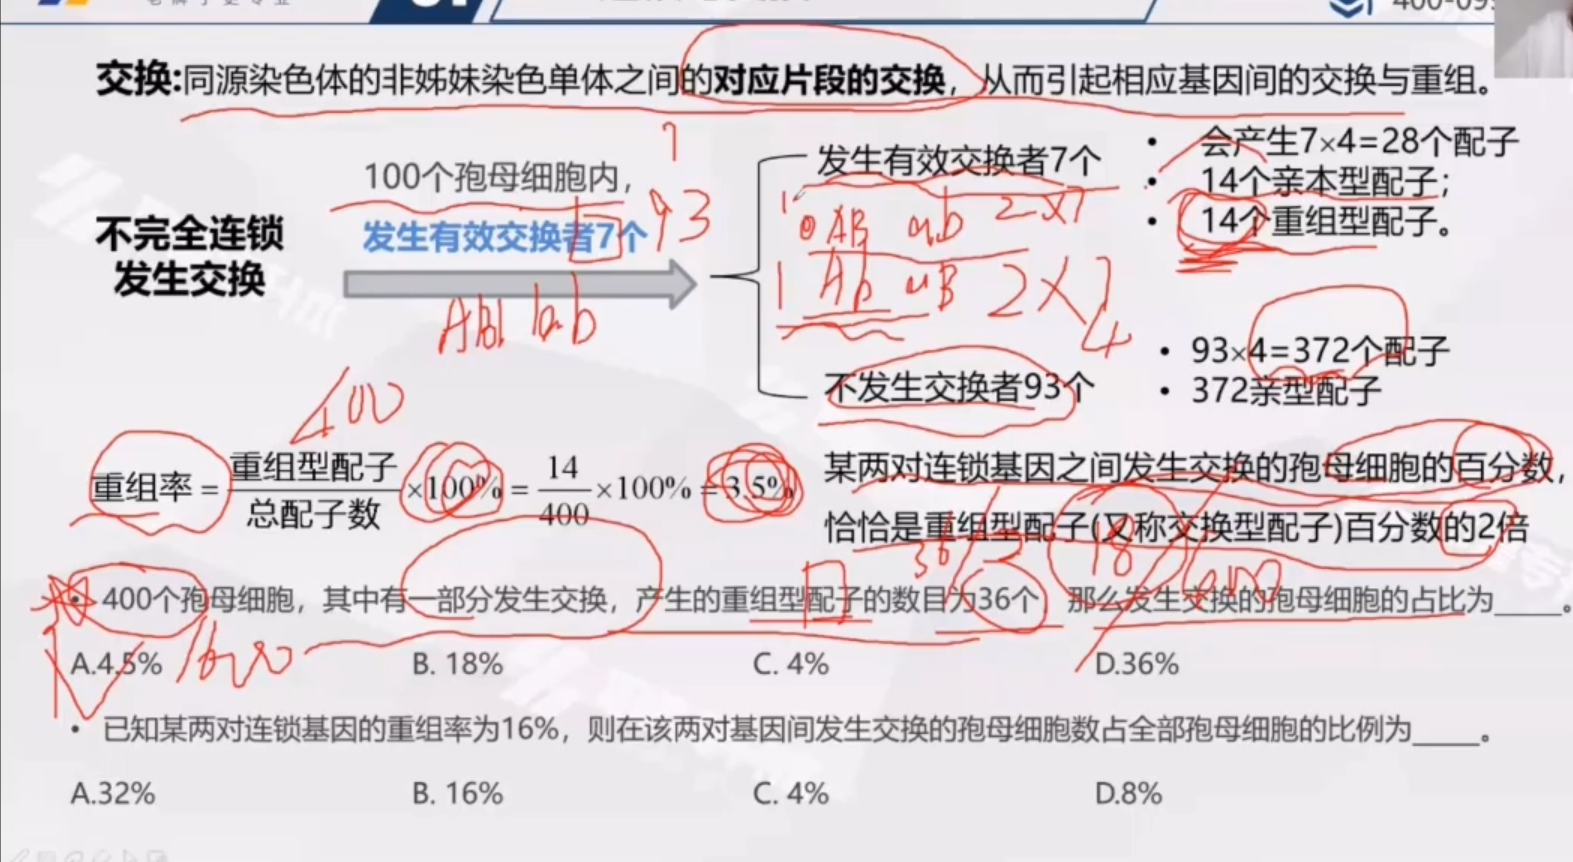 交换:同源染色体的非姊妹染色单体之间的对应片段的交换，从而引起相应基因间的交换与重组。
7
100个孢母细胞内，
发生有效交换者7个
93
不完全连锁
发生交换
AB ab
发生有效交换者7个
AB ab 2×7
1 Ab aB 2×7
4
不发生交换者93个
• 会产生7×4=28个配子
• 14个亲本型配子；
• 14个重组型配子。
• 93×4=372个配子
• 372亲型配子
400
重组率 = 重组型配子/总配子数 ×100% = 14/400 ×100% = 3.5%
某两对连锁基因之间发生交换的孢母细胞的百分数，
恰恰是重组型配子(又称交换型配子)百分数的2倍
36/2 18/400
• 400个孢母细胞，其中有一部分发生交换，产生的重组型配子的数目为36个，那么发生交换的孢母细胞的占比为_____。
1600
A.4.5% B. 18% C. 4% D.36%
• 已知某两对连锁基因的重组率为16%，则在该两对基因间发生交换的孢母细胞数占全部孢母细胞的比例为_____。
A.32% B. 16% C. 4% D.8%